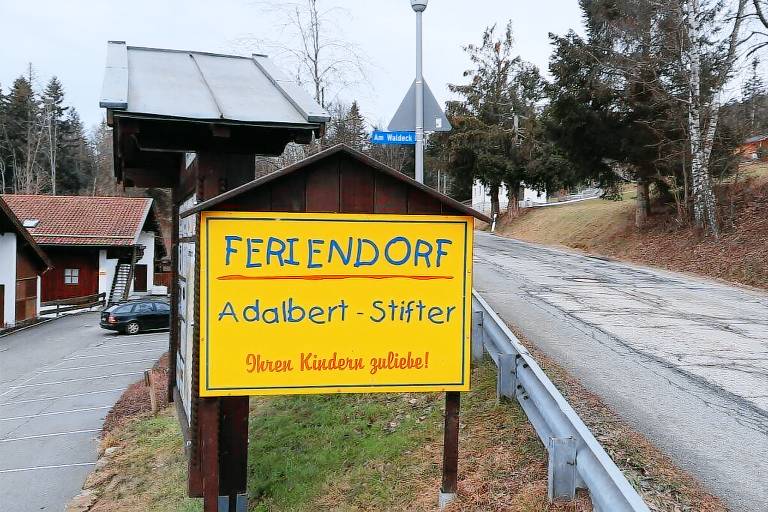 Am Waldeck
FERIENDORF
Adalbert - Stifter
Ihren Kindern zuliebe!